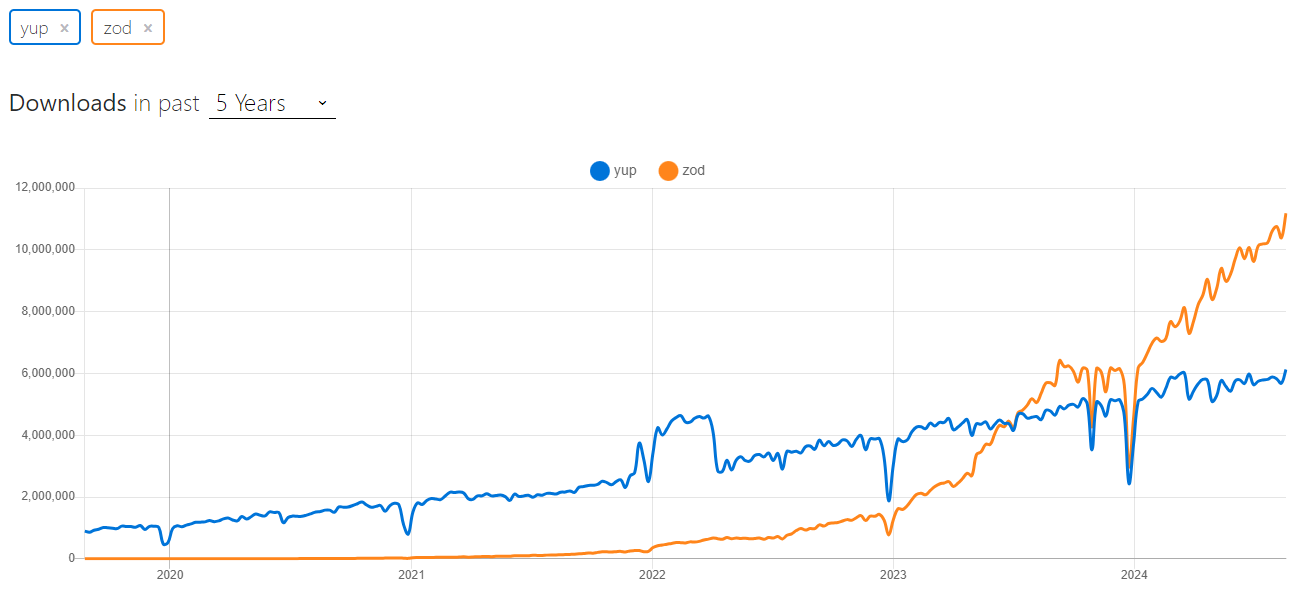 yup × zod ×
Downloads in past 5 Years
yup zod
12,000,000
10,000,000
8,000,000
6,000,000
4,000,000
2,000,000
0
2020 2021 2022 2023 2024